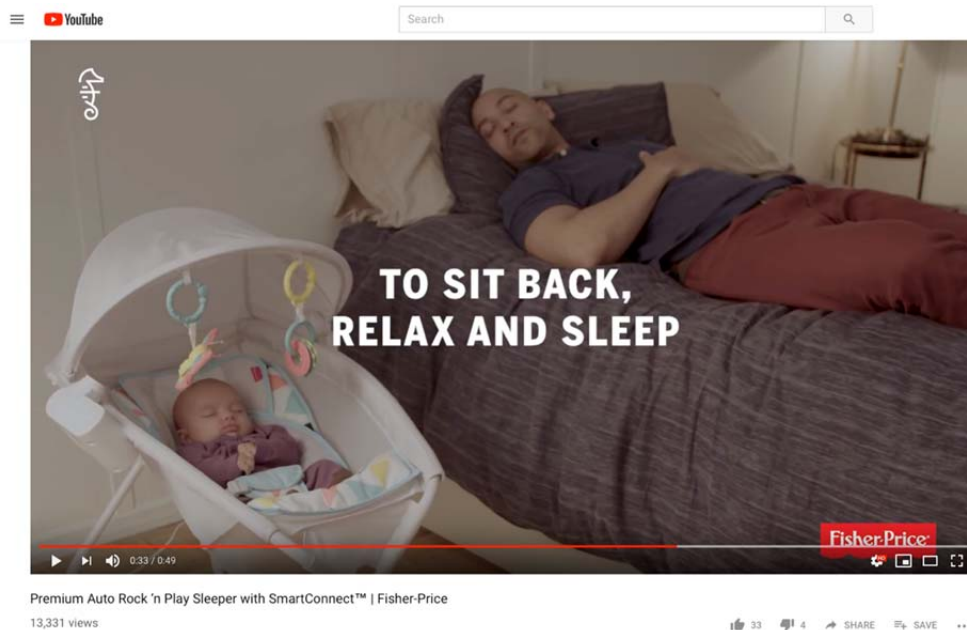 YouTube
Search
TO SIT BACK,
RELAX AND SLEEP
Fisher-Price
0:33 / 0:49
Premium Auto Rock 'n Play Sleeper with SmartConnect™ | Fisher-Price
13,331 views
33
4
SHARE
SAVE